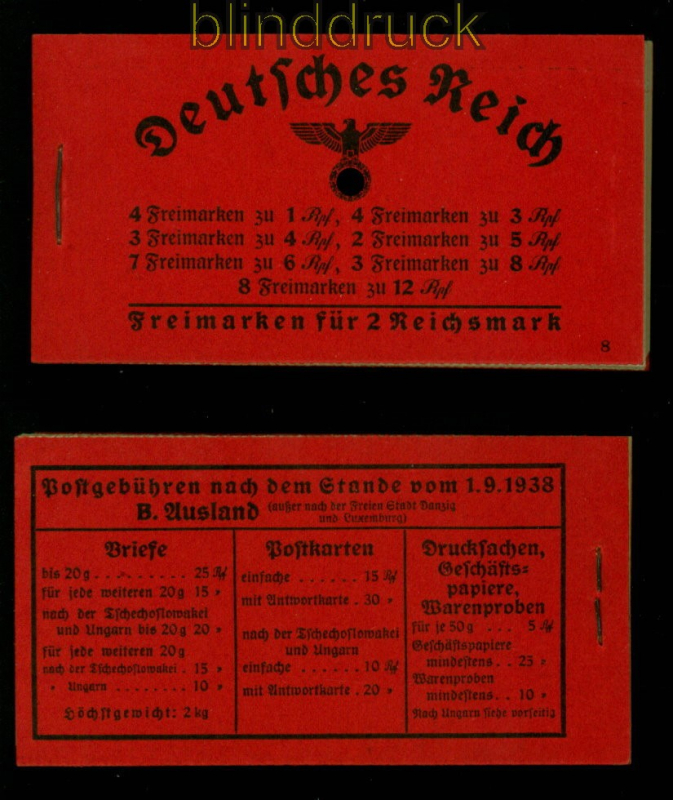 blinddruck
Deutsches Reich
4 Freimarken zu 1 Rpf, 4 Freimarken zu 3 Rpf
3 Freimarken zu 4 Rpf, 2 Freimarken zu 5 Rpf
7 Freimarken zu 6 Rpf, 3 Freimarken zu 8 Rpf
8 Freimarken zu 12 Rpf
Freimarken für 2 Reichsmark
8
Postgebühren nach dem Stande vom 1.9.1938
B. Ausland (außer nach der Freien Stadt Danzig
und Luxemburg)
Briefe
bis 20g . . . . . . . . 25 Rpf
für jede weiteren 20g 15 "
nach der Tschechoslowakei
und Ungarn bis 20g 20 "
für jede weiteren 20g
nach der Tschechoslowakei . 15 "
" Ungarn . . . . . . . . 10 "
Höchstgewicht: 2kg
Postkarten
einfache . . . . . . 15 Rpf
mit Antwortkarte . 30 "
nach der Tschechoslowakei
und Ungarn
einfache . . . . . . 10 Rpf
mit Antwortkarte . 20 "
Drucksachen,
Geschäfts=
papiere,
Warenproben
für je 50g . . . 5 Rpf
Geschäftspapiere
mindestens . . 25 "
Warenproben
mindestens . . 10 "
Nach Ungarn siehe vorseitig